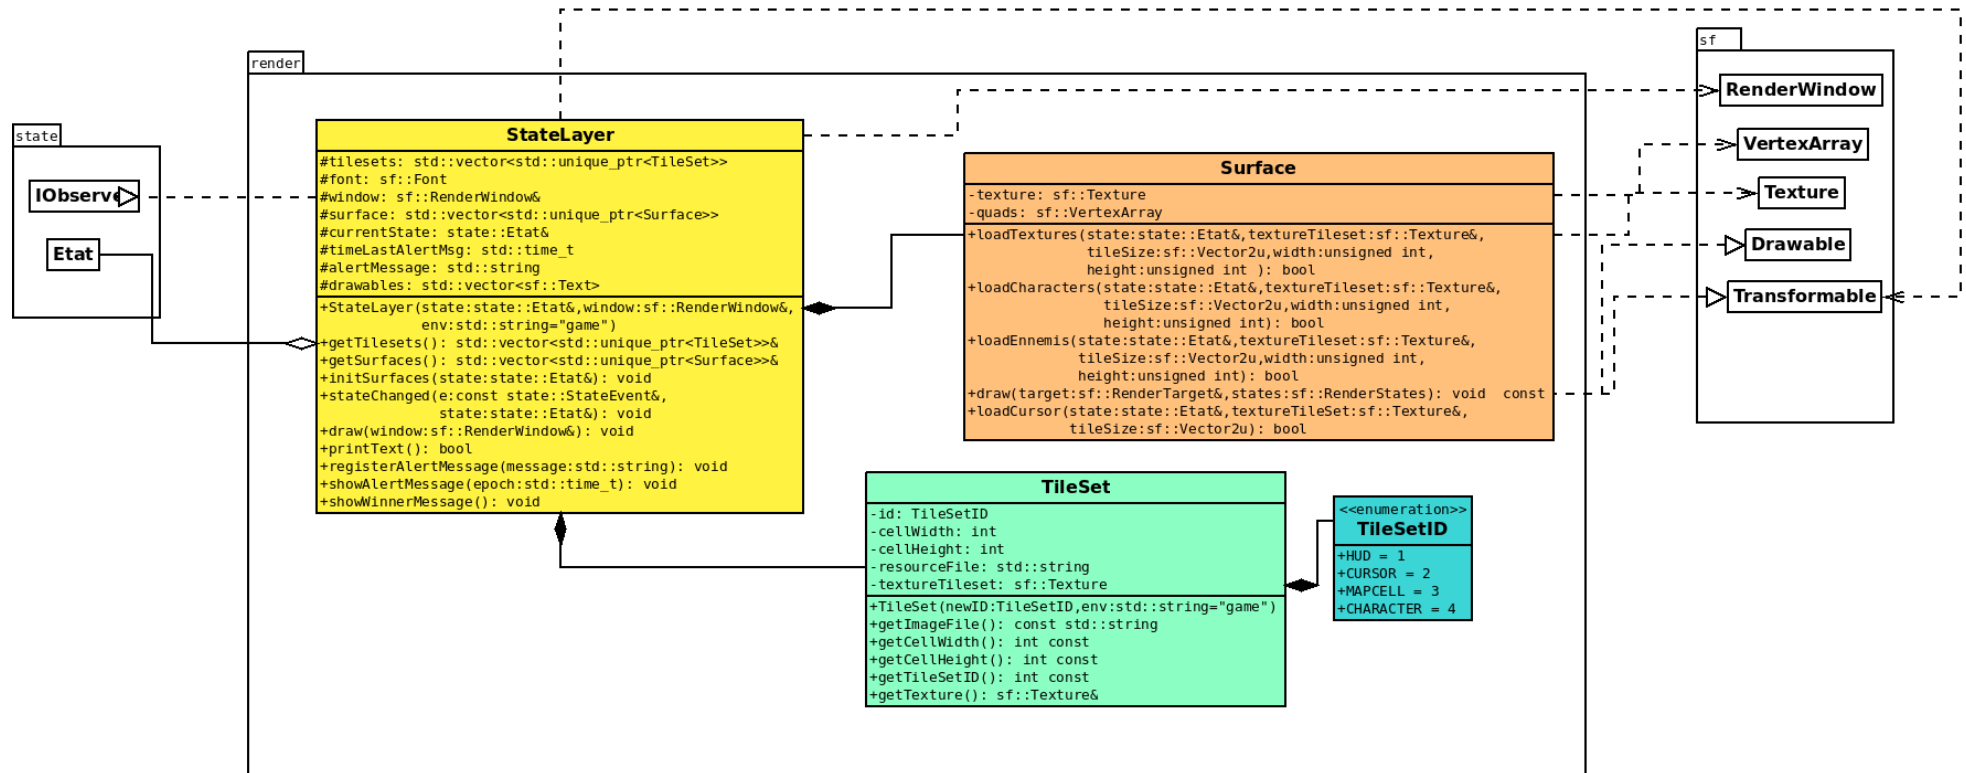 state
IObserve
Etat
render
StateLayer
#tilesets: std::vector<std::unique_ptr<TileSet>>
#font: sf::Font
#window: sf::RenderWindow&
#surface: std::vector<std::unique_ptr<Surface>>
#currentState: state::Etat&
#timeLastAlertMsg: std::time_t
#alertMessage: std::string
#drawables: std::vector<sf::Text>
+StateLayer(state:state::Etat&,window:sf::RenderWindow&,
env:std::string="game")
+getTilesets(): std::vector<std::unique_ptr<TileSet>>&
+getSurfaces(): std::vector<std::unique_ptr<Surface>>&
+initSurfaces(state:state::Etat&): void
+stateChanged(e:const state::StateEvent&,
state:state::Etat&): void
+draw(window:sf::RenderWindow&): void
+printText(): bool
+registerAlertMessage(message:std::string): void
+showAlertMessage(epoch:std::time_t): void
+showWinnerMessage(): void
Surface
-texture: sf::Texture
-quads: sf::VertexArray
+loadTextures(state:state::Etat&,textureTileset:sf::Texture&,
tileSize:sf::Vector2u,width:unsigned int,
height:unsigned int ): bool
+loadCharacters(state:state::Etat&,textureTileset:sf::Texture&,
tileSize:sf::Vector2u,width:unsigned int,
height:unsigned int): bool
+loadEnnemis(state:state::Etat&,textureTileset:sf::Texture&,
tileSize:sf::Vector2u,width:unsigned int,
height:unsigned int): bool
+draw(target:sf::RenderTarget&,states:sf::RenderStates): void  const
+loadCursor(state:state::Etat&,textureTileSet:sf::Texture&,
tileSize:sf::Vector2u): bool
TileSet
-id: TileSetID
-cellWidth: int
-cellHeight: int
-resourceFile: std::string
-textureTileset: sf::Texture
+TileSet(newID:TileSetID,env:std::string="game")
+getImageFile(): const std::string
+getCellWidth(): int const
+getCellHeight(): int const
+getTileSetID(): int const
+getTexture(): sf::Texture&
<<enumeration>>
TileSetID
+HUD = 1
+CURSOR = 2
+MAPCELL = 3
+CHARACTER = 4
sf
RenderWindow
VertexArray
Texture
Drawable
Transformable